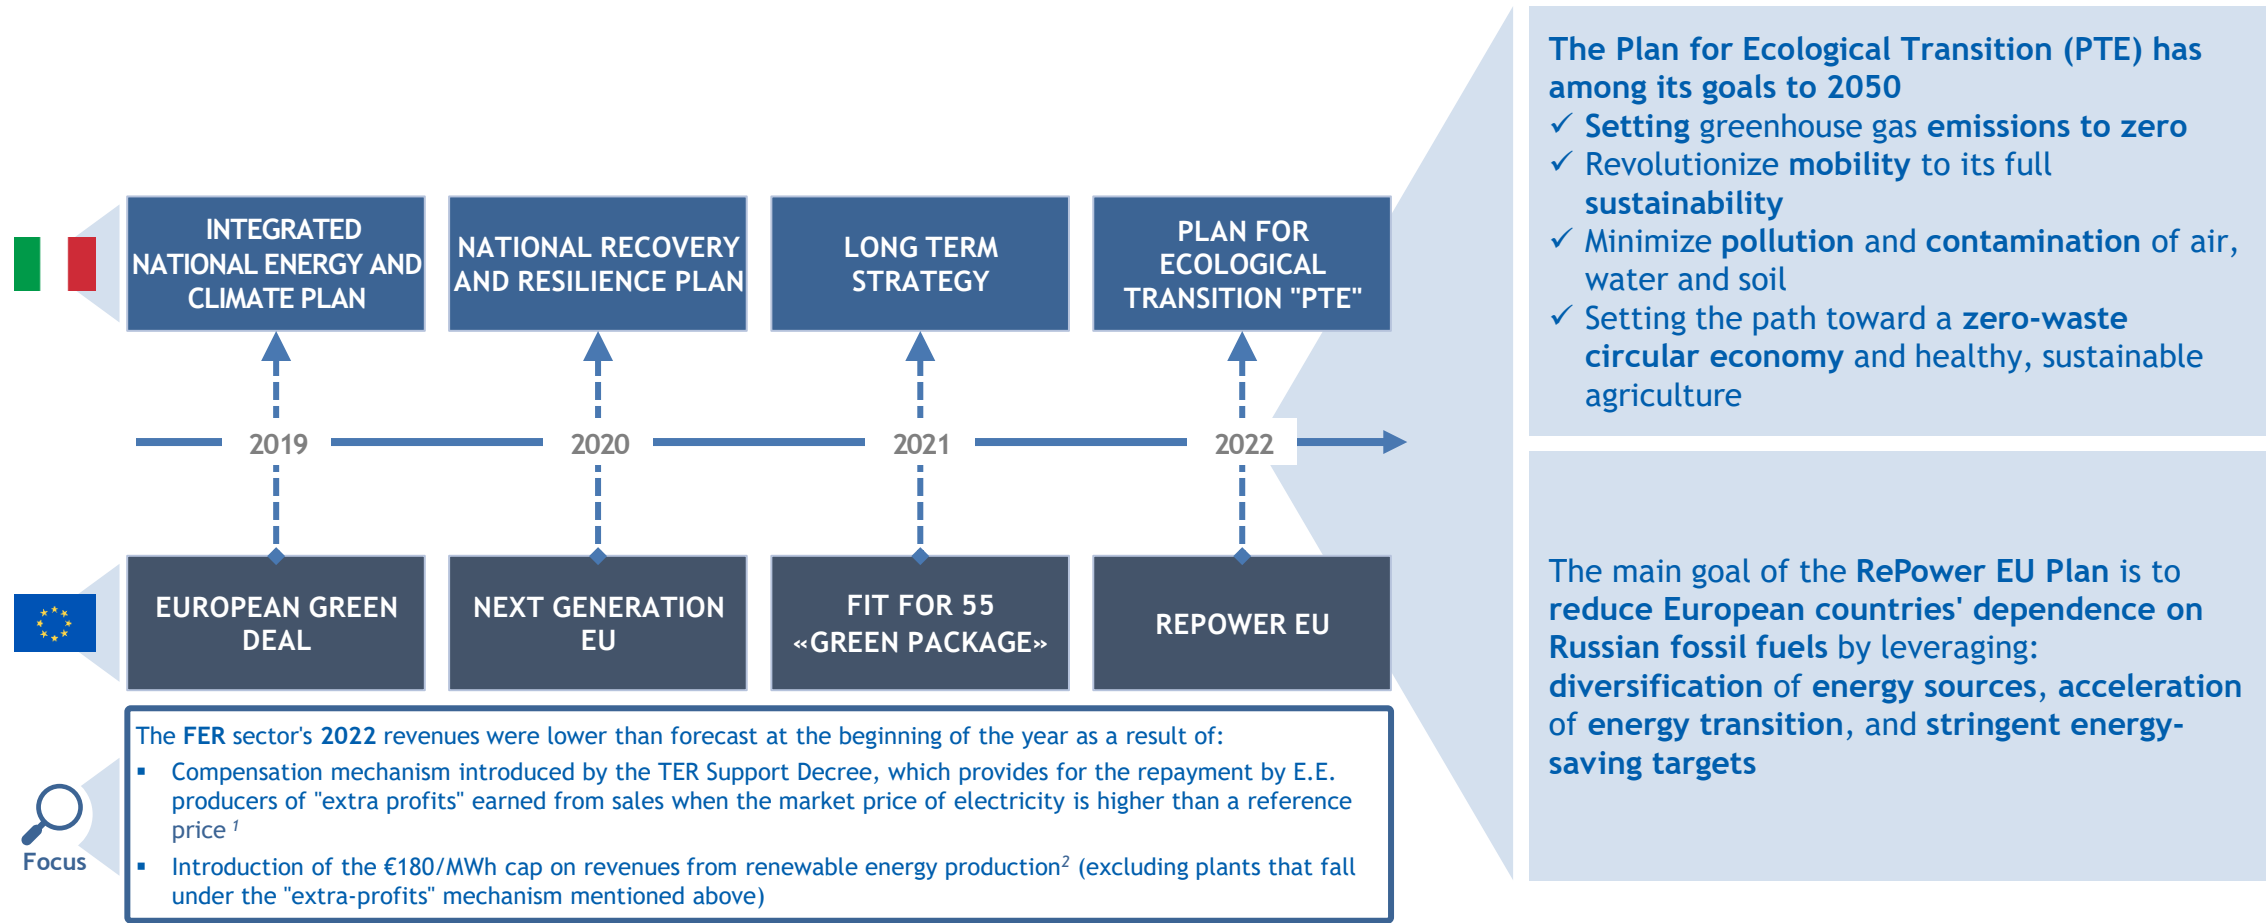 INTEGRATED
NATIONAL ENERGY AND
CLIMATE PLAN
NATIONAL RECOVERY
AND RESILIENCE PLAN
LONG TERM
STRATEGY
PLAN FOR
ECOLOGICAL
TRANSITION "PTE"
2019
2020
2021
2022
EUROPEAN GREEN
DEAL
NEXT GENERATION
EU
FIT FOR 55
«GREEN PACKAGE»
REPOWER EU
Focus
The FER sector's 2022 revenues were lower than forecast at the beginning of the year as a result of:
▪ Compensation mechanism introduced by the TER Support Decree, which provides for the repayment by E.E.
producers of "extra profits" earned from sales when the market price of electricity is higher than a reference
price ¹
▪ Introduction of the €180/MWh cap on revenues from renewable energy production² (excluding plants that fall
under the "extra-profits" mechanism mentioned above)
The Plan for Ecological Transition (PTE) has
among its goals to 2050
✓ Setting greenhouse gas emissions to zero
✓ Revolutionize mobility to its full
sustainability
✓ Minimize pollution and contamination of air,
water and soil
✓ Setting the path toward a zero-waste
circular economy and healthy, sustainable
agriculture
The main goal of the RePower EU Plan is to
reduce European countries' dependence on
Russian fossil fuels by leveraging:
diversification of energy sources, acceleration
of energy transition, and stringent energy-
saving targets